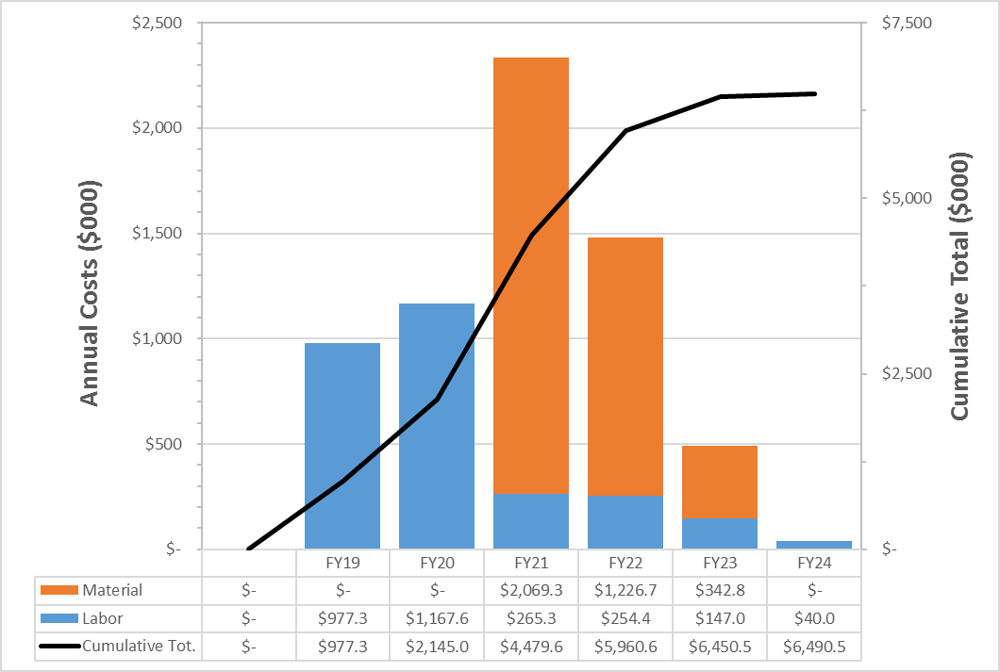 $2,500
$2,000
$1,500
$1,000
$500
$-
Annual Costs ($000)
$7,500
$5,000
$2,500
$-
Cumulative Total ($000)
FY19 FY20 FY21 FY22 FY23 FY24
Material $- $- $- $2,069.3 $1,226.7 $342.8 $-
Labor $- $977.3 $1,167.6 $265.3 $254.4 $147.0 $40.0
Cumulative Tot. $- $977.3 $2,145.0 $4,479.6 $5,960.6 $6,450.5 $6,490.5